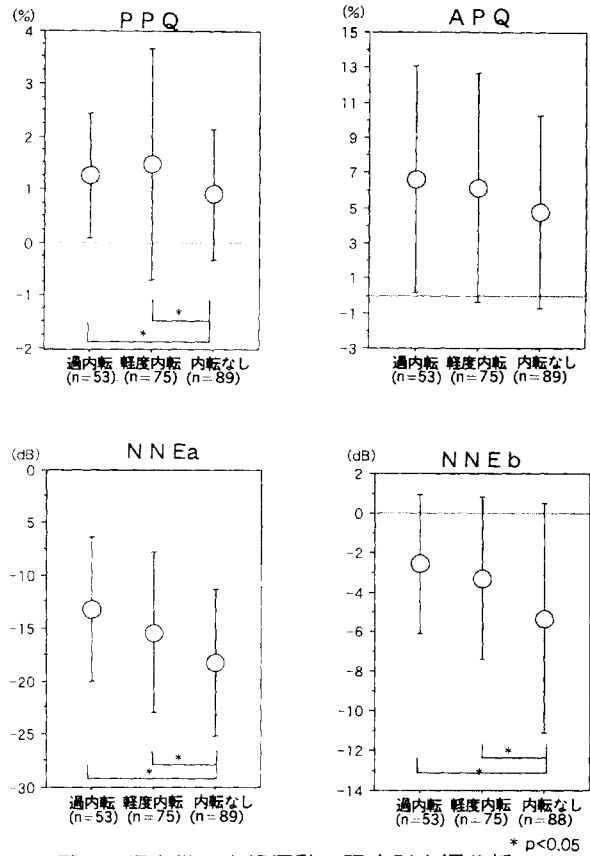 (%)
PPQ
4
3
2
1
0
-1
-2
*
*
過内転 軽度内転 内転なし
(n=53) (n=75) (n=89)
(%)
APQ
15
13
11
9
7
5
3
1
-1
-3
過内転 軽度内転 内転なし
(n=53) (n=75) (n=89)
(dB)
NNEa
0
5
-10
-15
-20
-25
-30
*
*
過内転 軽度内転 内転なし
(n=53) (n=75) (n=89)
(dB)
NNEb
2
0
-2
-4
-6
-8
-10
-12
-14
*
*
過内転 軽度内転 内転なし
(n=53) (n=75) (n=88)
* p<0.05